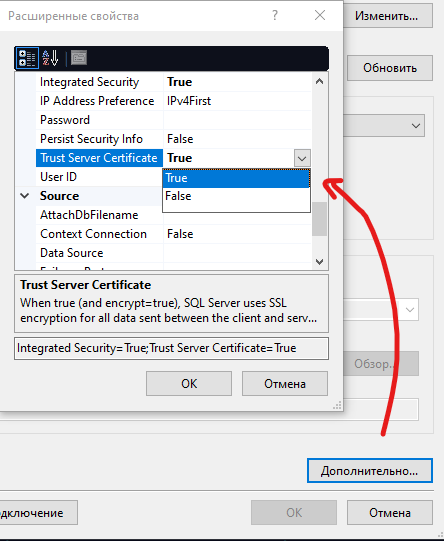 Расширенные свойства
Изменить...
Обновить
Integrated Security True
IP Address Preference IPv4First
Password
Persist Security Info False
Trust Server Certificate True
User ID True
Source False
AttachDbFilename
Context Connection False
Data Source
Trust Server Certificate
When true (and encrypt=true), SQL Server uses SSL
encryption for all data sent between the client and serv...
Обзор...
Integrated Security=True;Trust Server Certificate=True
ОК Отмена
Дополнительно...
дключение ОК Отмена